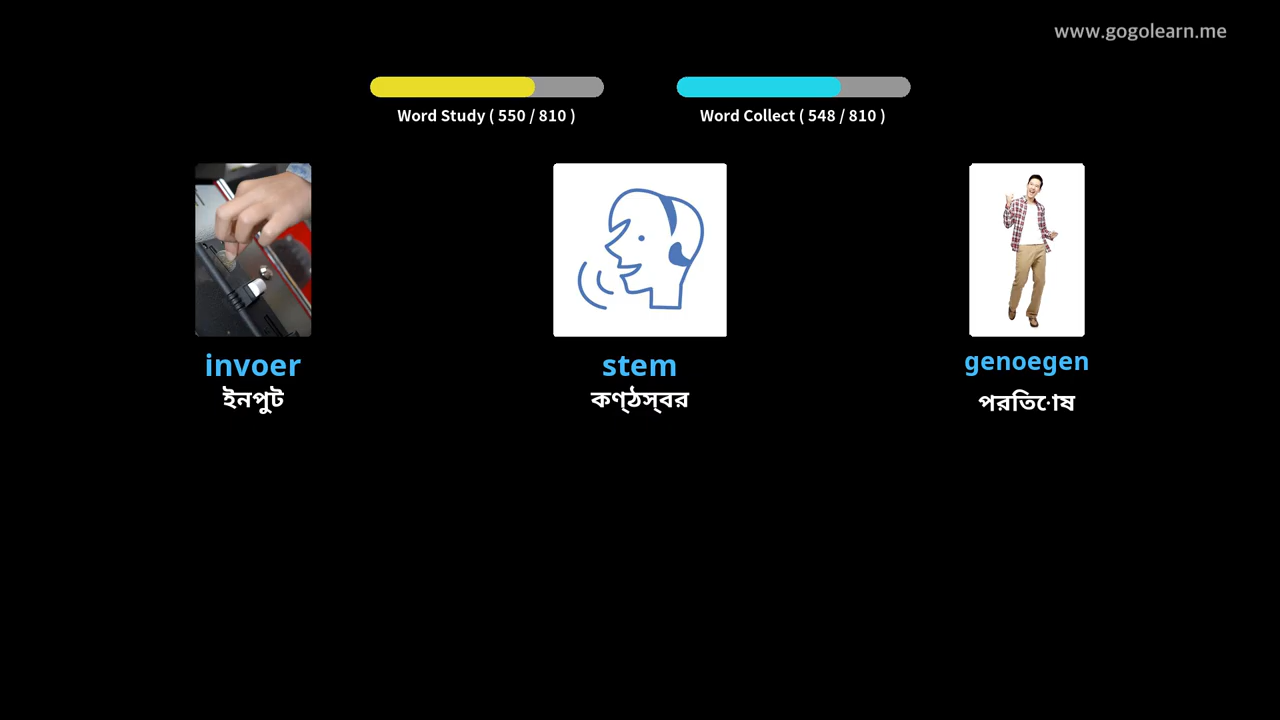 www.gogolearn.me
Word Study ( 550 / 810 )
Word Collect ( 548 / 810 )
invoer
stem
genoegen
ইনপুট
কণ্ঠস্বর
পরতিোষ